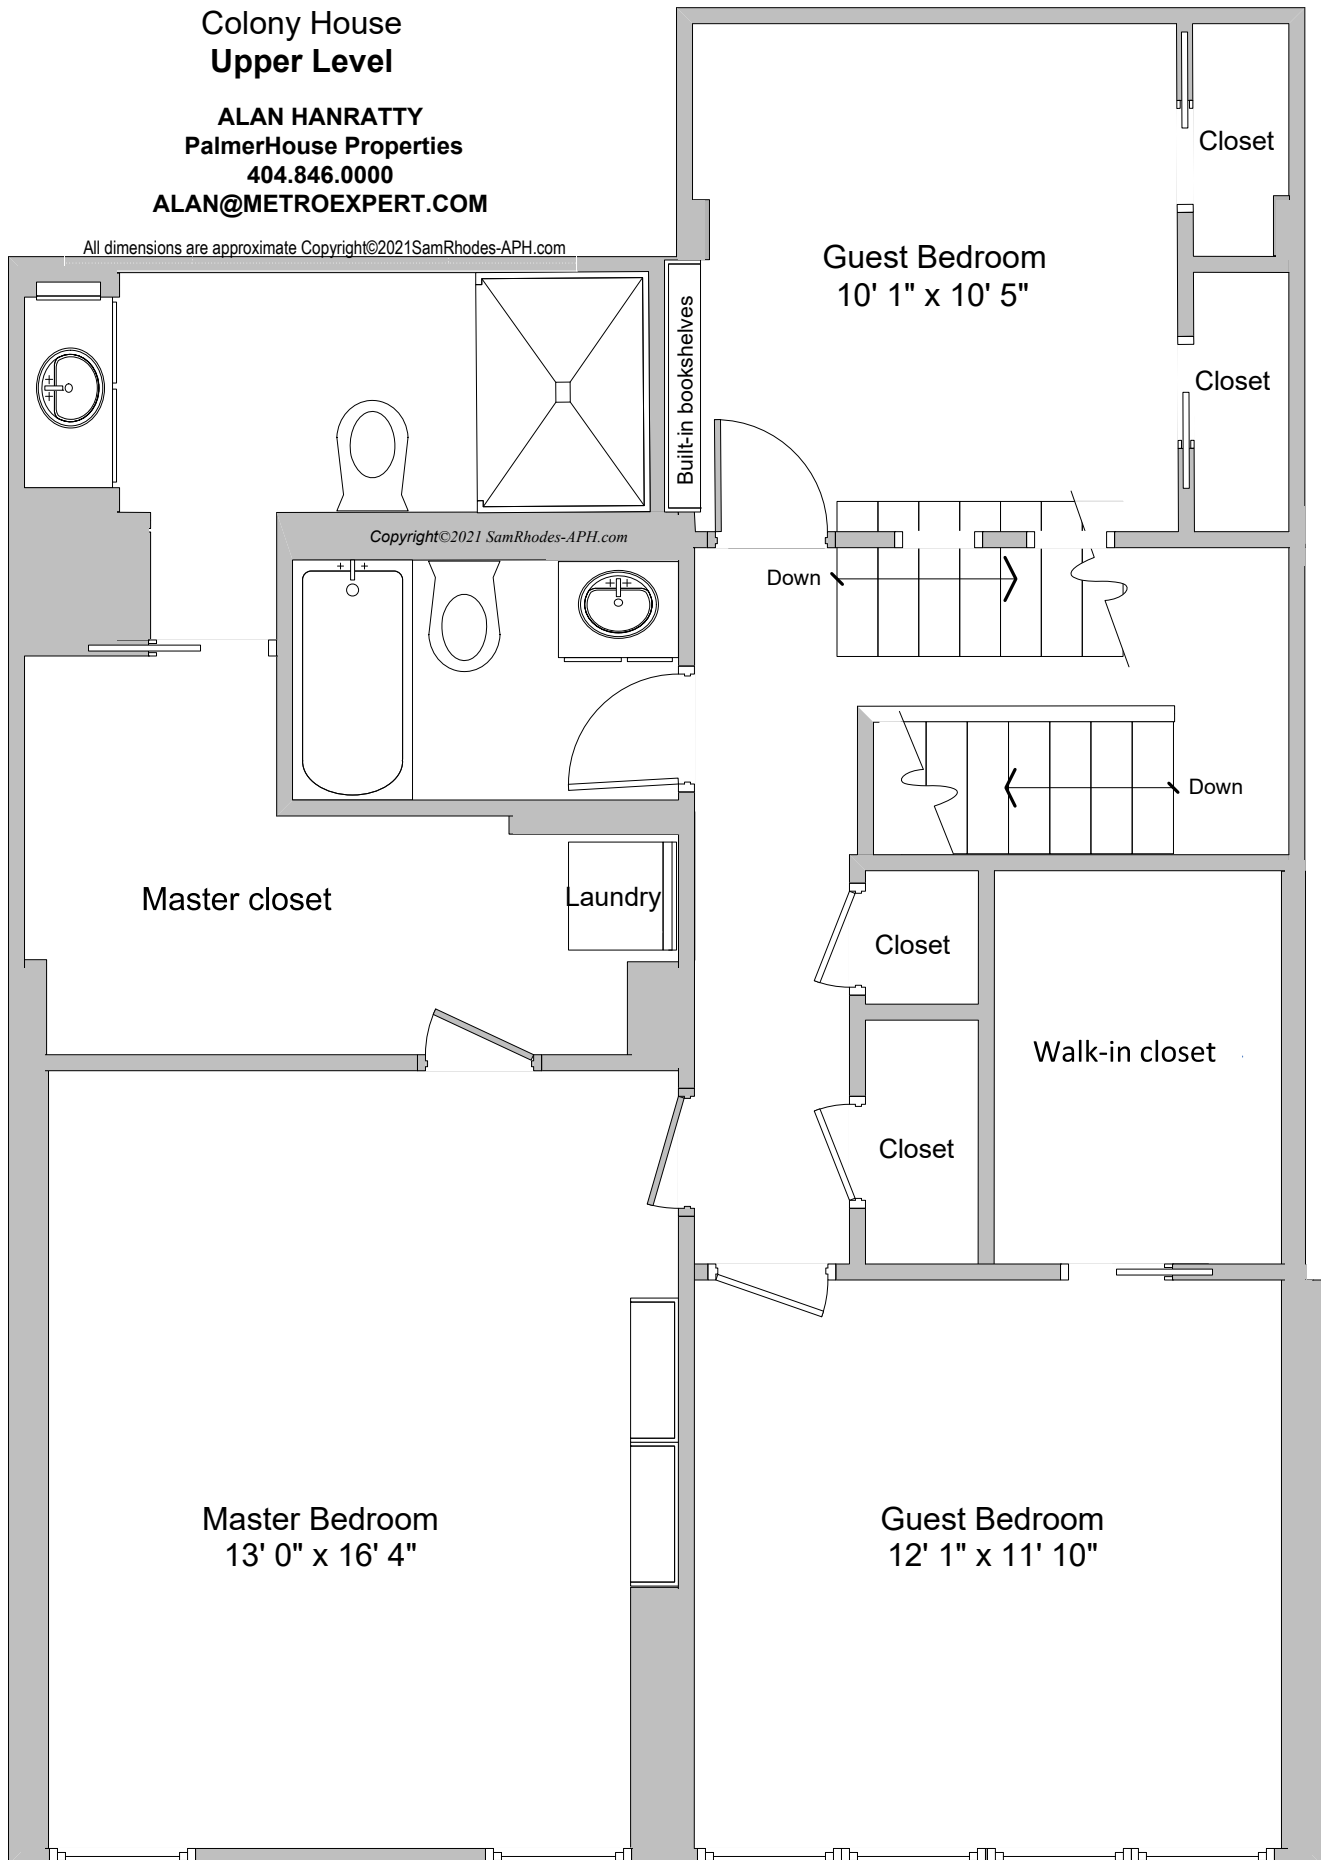 Colony House
Upper Level
ALAN HANRATTY
PalmerHouse Properties
404.846.0000
ALAN@METROEXPERT.COM
All dimensions are approximate Copyright©2021SamRhodes-APH.com
Closet
Guest Bedroom
10' 1" x 10' 5"
Built-in bookshelves
Closet
Copyright©2021 SamRhodes-APH.com
Down
Down
Master closet
Laundry
Closet
Walk-in closet
Closet
Master Bedroom
13' 0" x 16' 4"
Guest Bedroom
12' 1" x 11' 10"